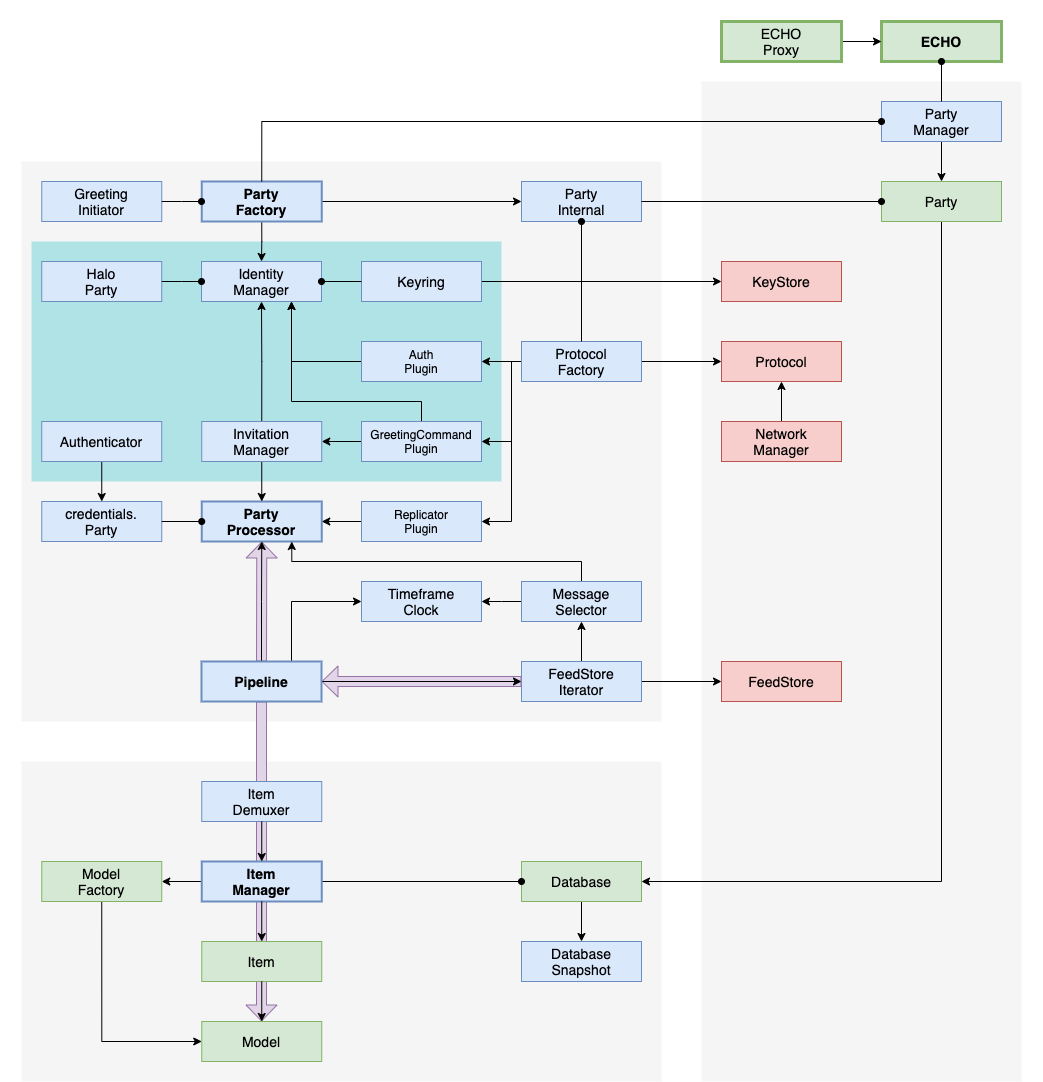 ECHO
Proxy
ECHO
Party
Manager
Greeting
Initiator
Party
Factory
Party
Internal
Party
Halo
Party
Identity
Manager
Keyring
KeyStore
Auth
Plugin
Protocol
Factory
Protocol
Authenticator
Invitation
Manager
GreetingCommand
Plugin
Network
Manager
credentials.
Party
Party
Processor
Replicator
Plugin
Timeframe
Clock
Message
Selector
Pipeline
FeedStore
Iterator
FeedStore
Item
Demuxer
Model
Factory
Item
Manager
Database
Item
Database
Snapshot
Model